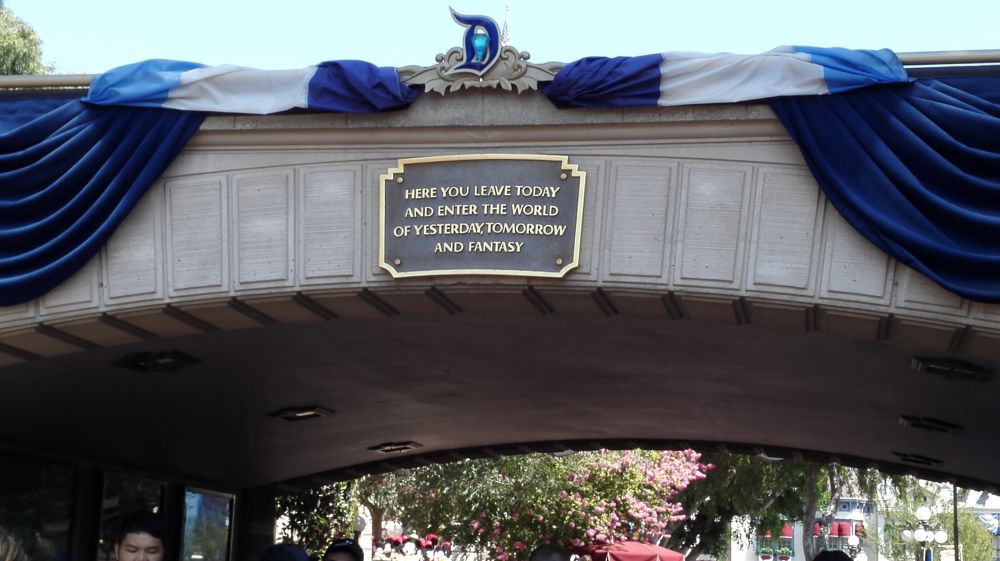 D
HERE YOU LEAVE TODAY
AND ENTER THE WORLD
OF YESTERDAY, TOMORROW
AND FANTASY